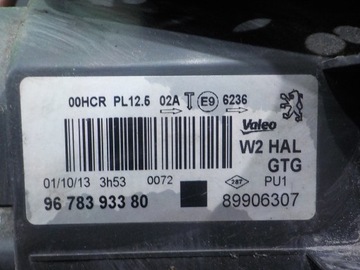 00HCR PL12.5 02A T E9 6236
Valeo
W2 HAL
GTG
01/10/13 3h53 0072
PU1
96 783 933 80
89906307